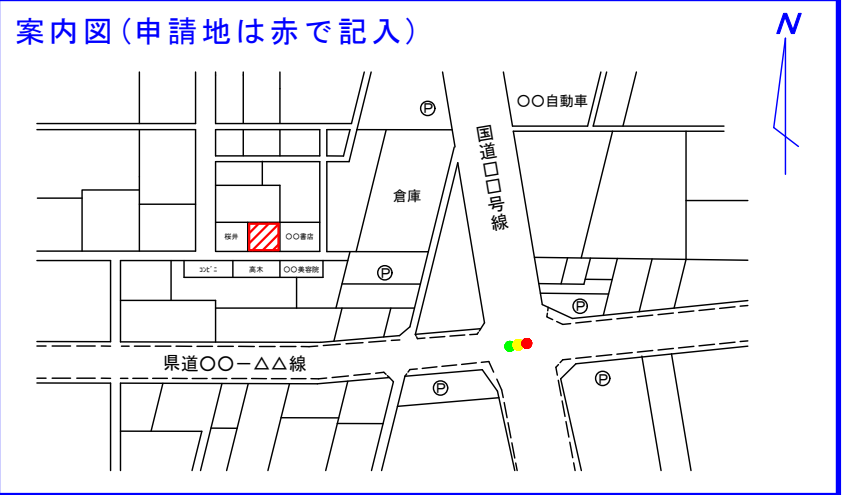 案内図(申請地は赤で記入)
N
Ⓟ
〇〇自動車
国道□□号線
倉庫
桜井
〇〇書店
コンビニ
高木
〇〇美容院
Ⓟ
Ⓟ
県道〇〇ー△△線
Ⓟ
Ⓟ